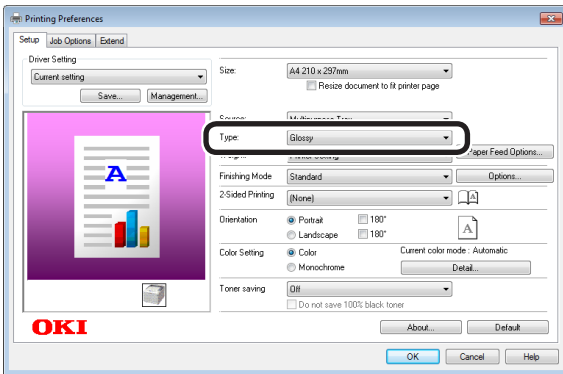 Printing Preferences
Setup Job Options Extend
Driver Setting
Current setting
Save... Management...
A
OKI
Size: A4 210 x 297mm
Resize document to fit printer page
Source: Multipurpose Tray
Type: Glossy
Paper Feed Options...
Finishing Mode Standard Options...
2-Sided Printing (None) A
Orientation Portrait 180°
Landscape 180°
A
Color Setting Color Current color mode : Automatic
Monochrome Detail...
Toner saving Off
Do not save 100% black toner
About... Default
OK Cancel Help